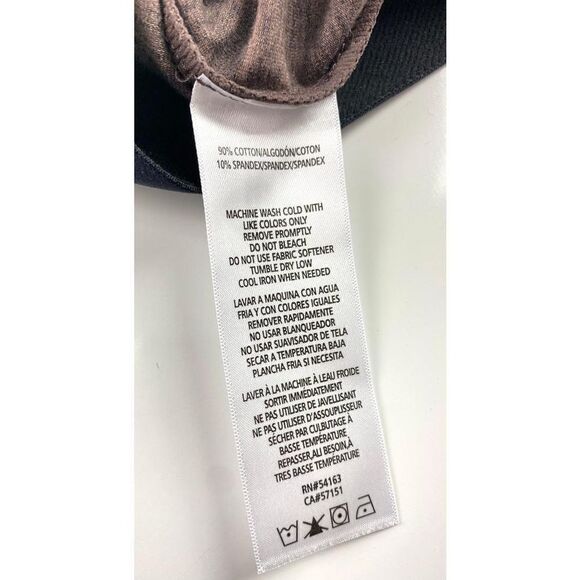 90% COTTON/ALGODÓN/COTON
10% SPANDEX/SPANDEX/SPANDEX
MACHINE WASH COLD WITH
LIKE COLORS ONLY
REMOVE PROMPTLY
DO NOT BLEACH
DO NOT USE FABRIC SOFTENER
TUMBLE DRY LOW
COOL IRON WHEN NEEDED
LAVAR A MAQUINA CON AGUA
FRIA Y CON COLORES IGUALES
REMOVER RAPIDAMENTE
NO USAR BLANQUEADOR
NO USAR SUAVISADOR DE TELA
SECAR A TEMPERATURA BAJA
PLANCHA FRIA SI NECESITA
LAVER À LA MACHINE À LEAU FROIDE
SORTIR IMMÉDIATEMENT
NE PAS UTILISER DE JAVELLISANT
NE PAS UTILISER D'ASSOUPLISSEUR
SÉCHER PAR CULBUTAGE À
BASSE TEMPÉRATURE
REPASSER,AU BESOIN,À
TRES BASSE TEMPÉRATURE
RN#54163
CA#57151